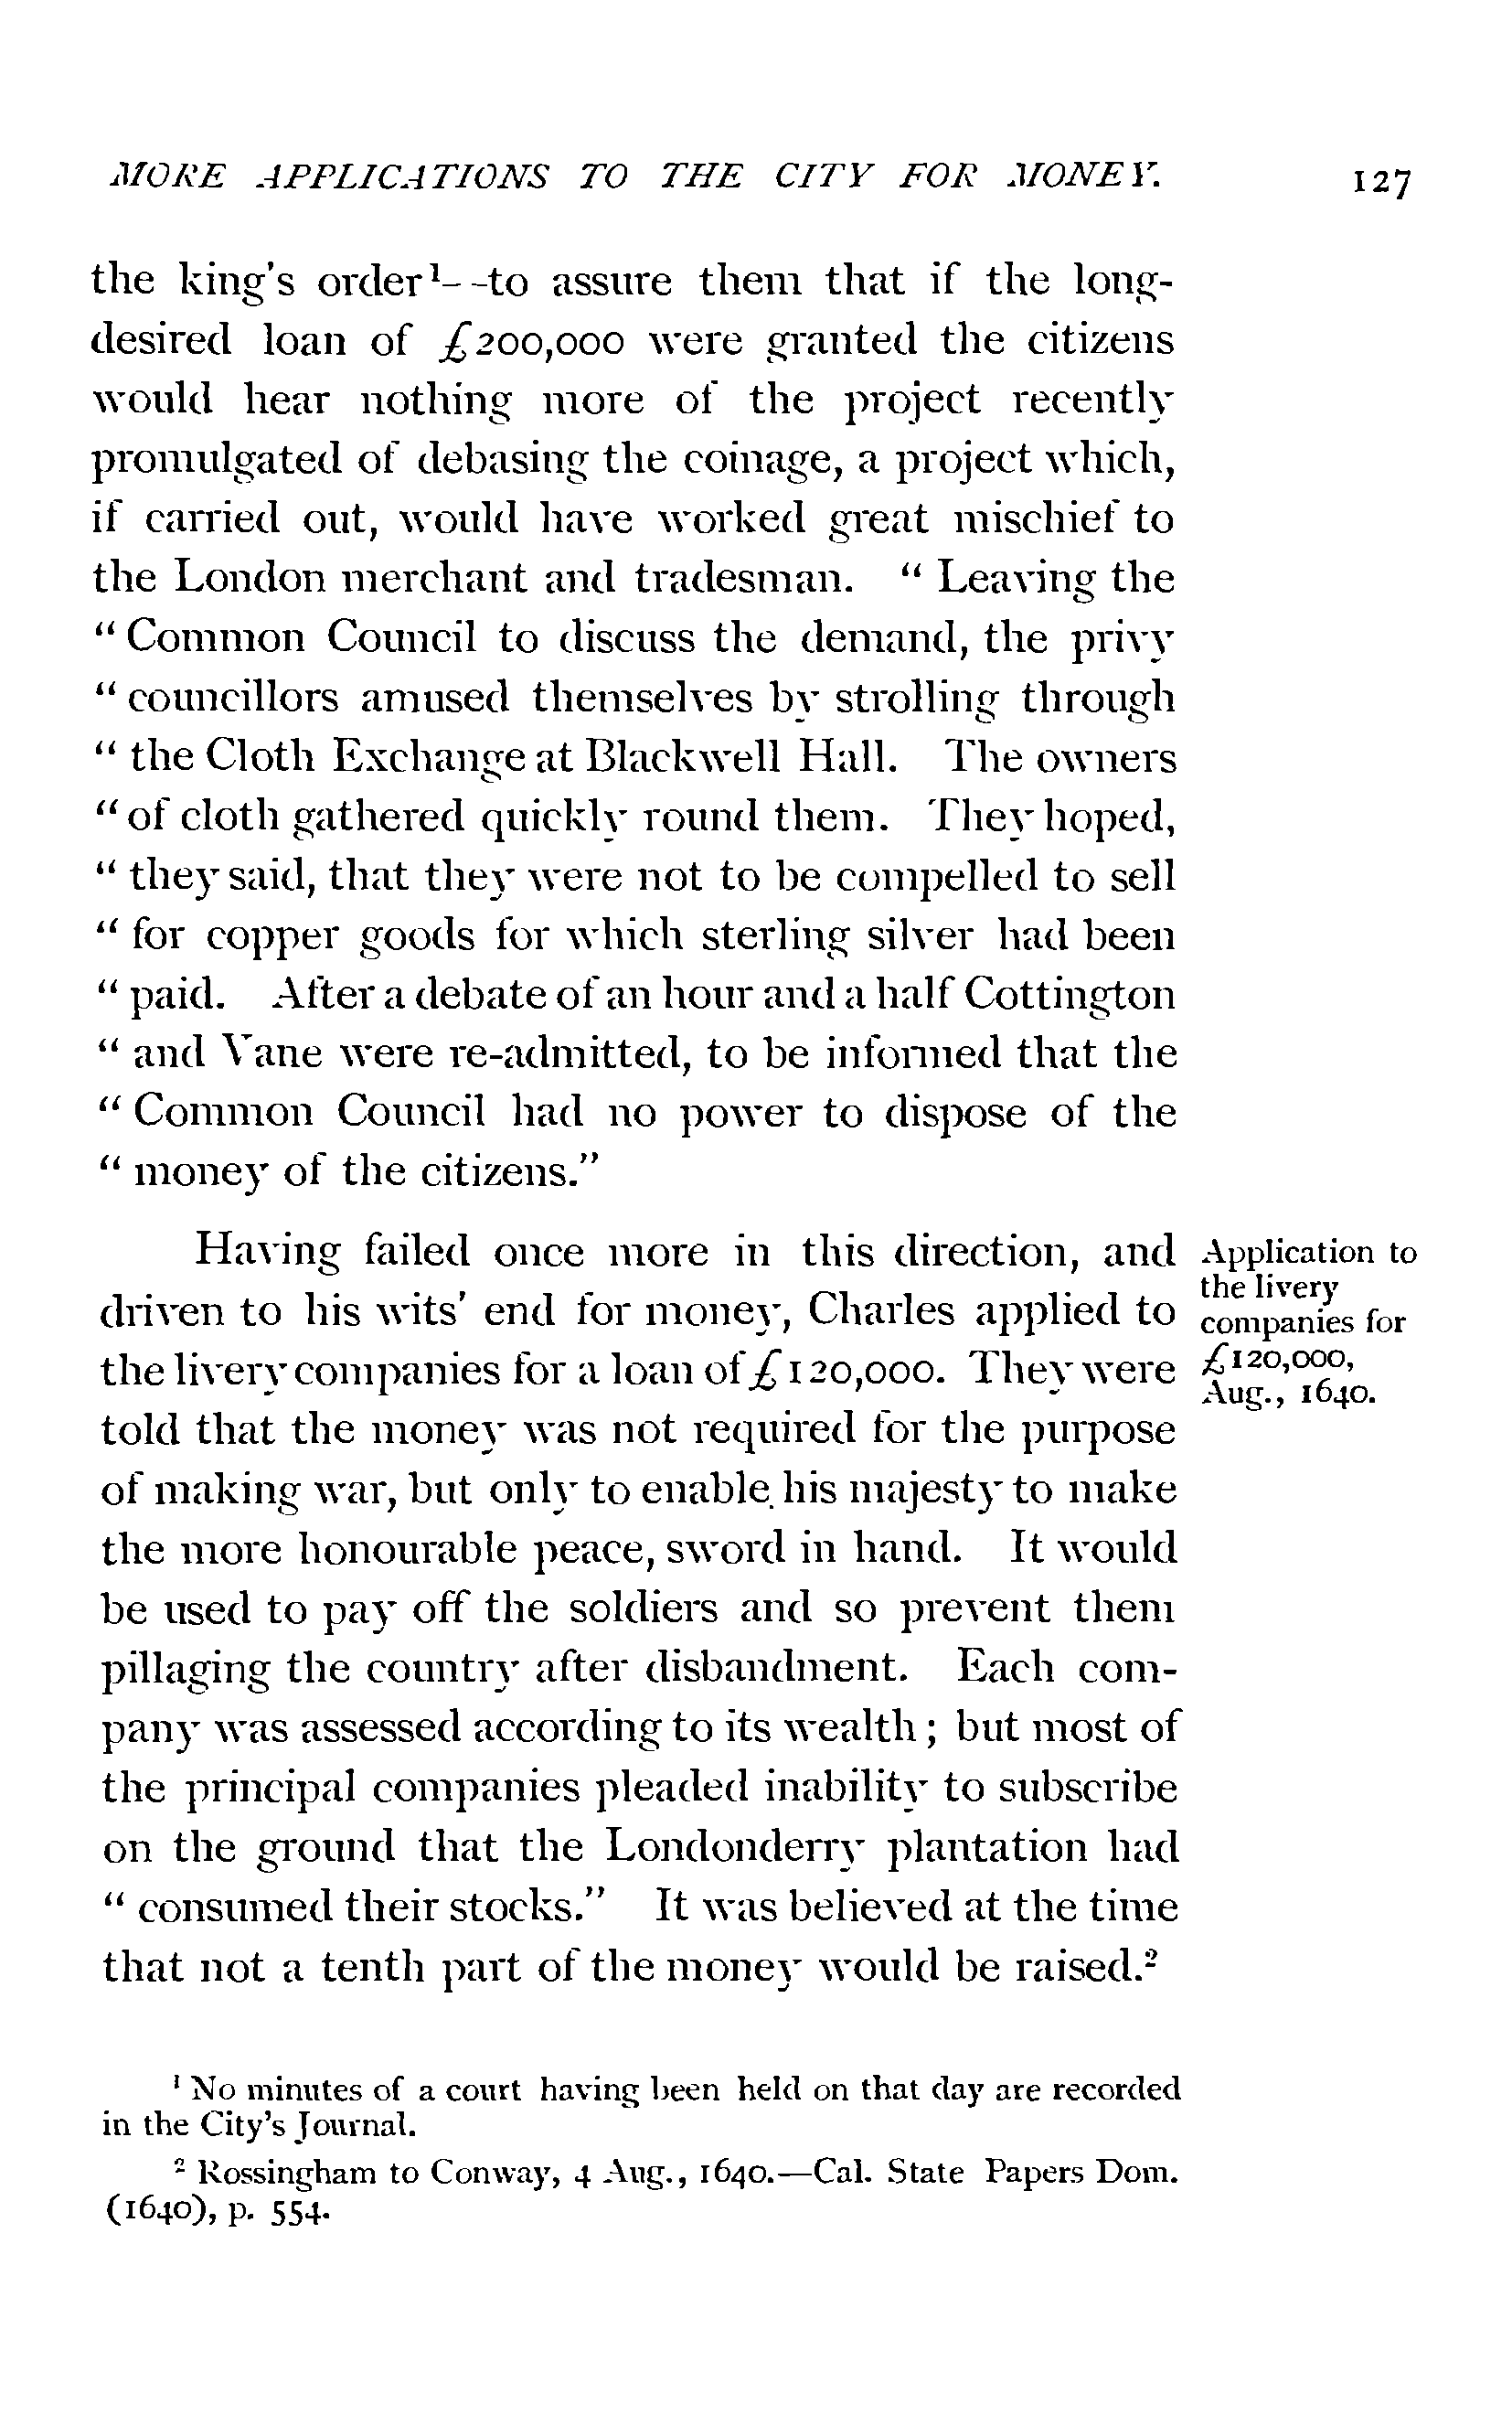 MORE APPLICATIONS TO THE CITY FOR MONEY. 127
the king's order¹--to assure them that if the long-
desired loan of £200,000 were granted the citizens
would hear nothing more of the project recently
promulgated of debasing the coinage, a project which,
if carried out, would have worked great mischief to
the London merchant and tradesman. “ Leaving the
“ Common Council to discuss the demand, the privy
“ councillors amused themselves by strolling through
“ the Cloth Exchange at Blackwell Hall. The owners
“ of cloth gathered quickly round them. They hoped,
“ they said, that they were not to be compelled to sell
“ for copper goods for which sterling silver had been
“ paid. After a debate of an hour and a half Cottington
“ and Vane were re-admitted, to be informed that the
“ Common Council had no power to dispose of the
“ money of the citizens.”
Having failed once more in this direction, and
driven to his wits' end for money, Charles applied to
the livery companies for a loan of £120,000. They were
told that the money was not required for the purpose
of making war, but only to enable his majesty to make
the more honourable peace, sword in hand. It would
be used to pay off the soldiers and so prevent them
pillaging the country after disbandment. Each com-
pany was assessed according to its wealth; but most of
the principal companies pleaded inability to subscribe
on the ground that the Londonderry plantation had
“ consumed their stocks.” It was believed at the time
that not a tenth part of the money would be raised.²
Application to
the livery
companies for
£120,000,
Aug., 1640.
¹ No minutes of a court having been held on that day are recorded
in the City's Journal.
² Rossingham to Conway, 4 Aug., 1640.—Cal. State Papers Dom.
(1640), p. 554.